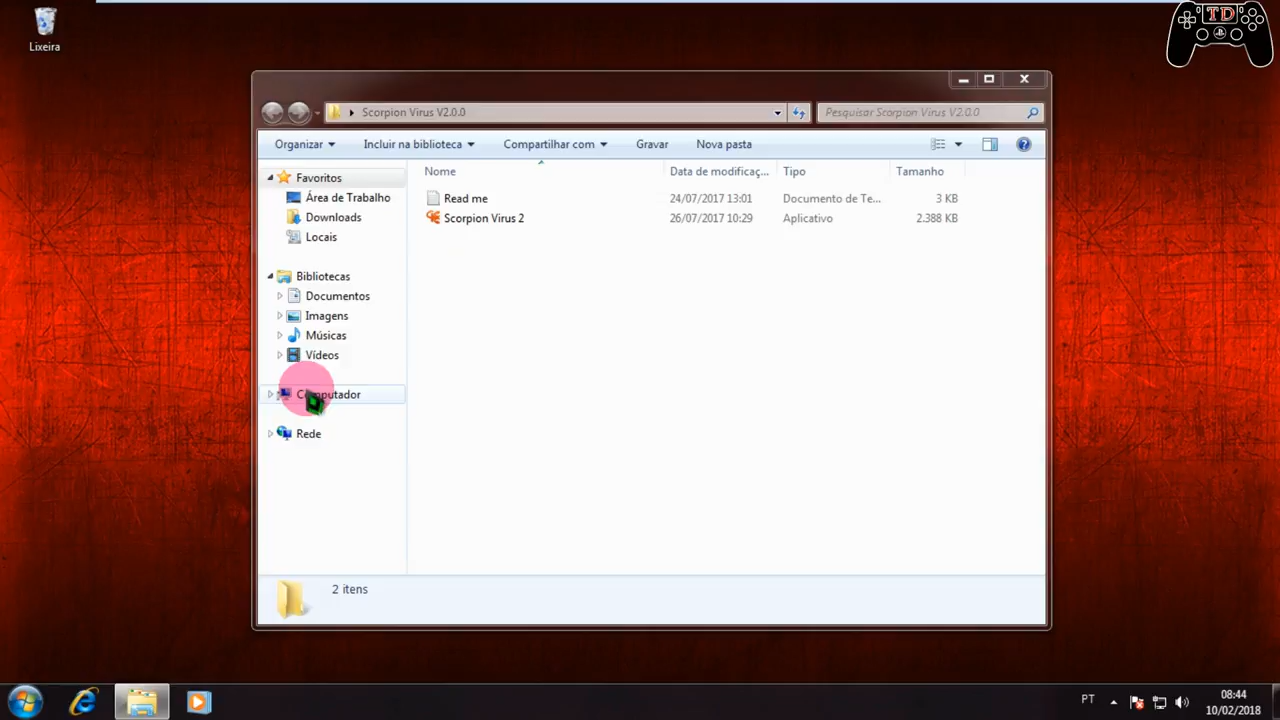 Lixeira
TD
Scorpion Virus V2.0.0
Pesquisar Scorpion Virus V2.0.0
Organizar
Incluir na biblioteca
Compartilhar com
Gravar
Nova pasta
Favoritos
Área de Trabalho
Downloads
Locais
Bibliotecas
Documentos
Imagens
Músicas
Vídeos
Computador
Rede
Nome Data de modificaç... Tipo Tamanho
Read me 24/07/2017 13:01 Documento de Te... 3 KB
Scorpion Virus 2 26/07/2017 10:29 Aplicativo 2.388 KB
2 itens
PT
08:44
10/02/2018